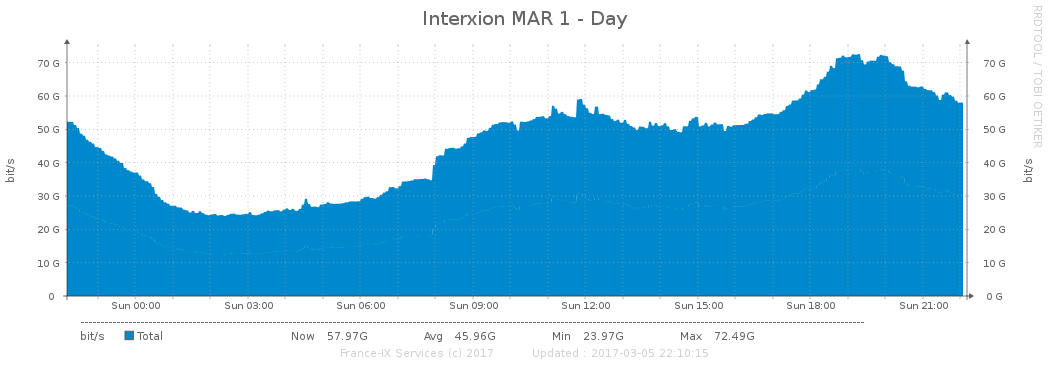 Interxion MAR 1 - Day
RRDTOOL / TOBI OETIKER
bit/s
70 G 70 G
60 G 60 G
50 G 50 G
40 G 40 G
30 G 30 G
20 G 20 G
10 G 10 G
0 0 G
bit/s
Sun 00:00 Sun 03:00 Sun 06:00 Sun 09:00 Sun 12:00 Sun 15:00 Sun 18:00 Sun 21:00
bit/s Total Now 57.97G Avg 45.96G Min 23.97G Max 72.49G
France-IX Services (c) 2017 Updated : 2017-03-05 22:10:15